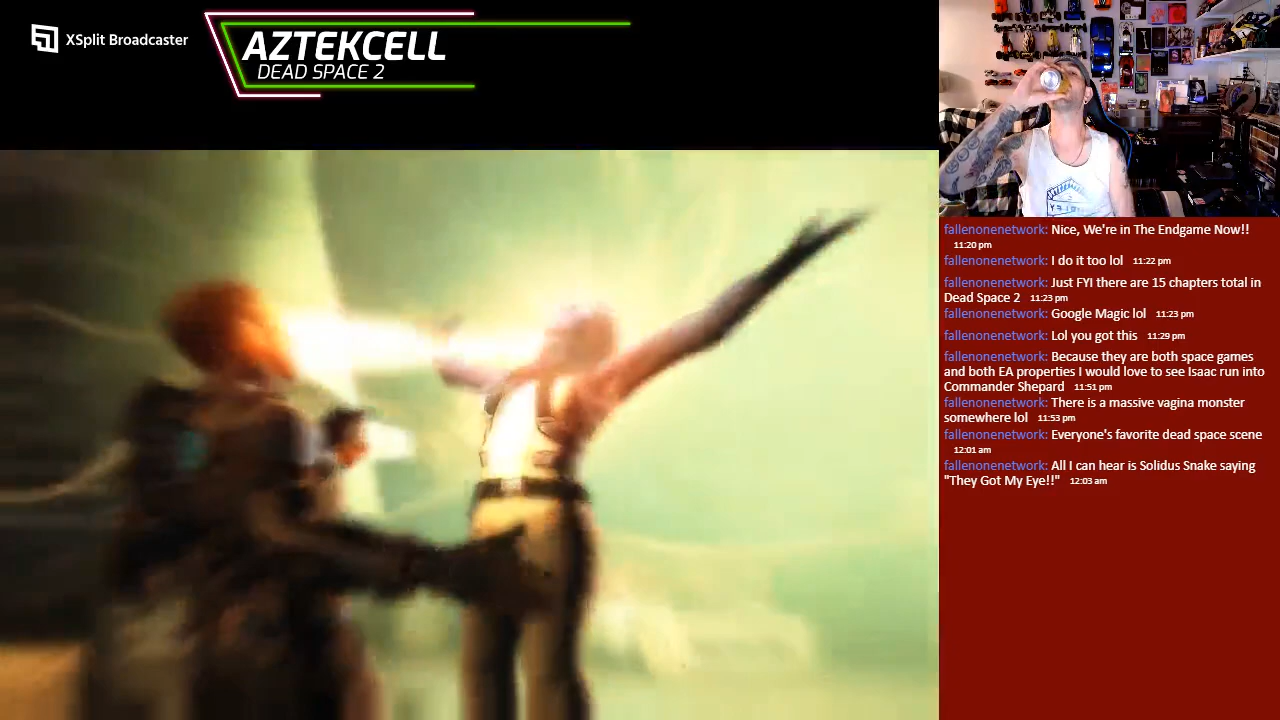 XSplit Broadcaster
AZTEKCELL
DEAD SPACE 2
fallenonenetwork: Nice, We're in The Endgame Now!!
11:20 pm
fallenonenetwork: I do it too lol 11:22 pm
fallenonenetwork: Just FYI there are 15 chapters total in
Dead Space 2 11:23 pm
fallenonenetwork: Google Magic lol 11:23 pm
fallenonenetwork: Lol you got this 11:29 pm
fallenonenetwork: Because they are both space games
and both EA properties I would love to see Isaac run into
Commander Shepard 11:51 pm
fallenonenetwork: There is a massive vagina monster
somewhere lol 11:53 pm
fallenonenetwork: Everyone's favorite dead space scene
12:01 am
fallenonenetwork: All I can hear is Solidus Snake saying
"They Got My Eye!!" 12:03 am